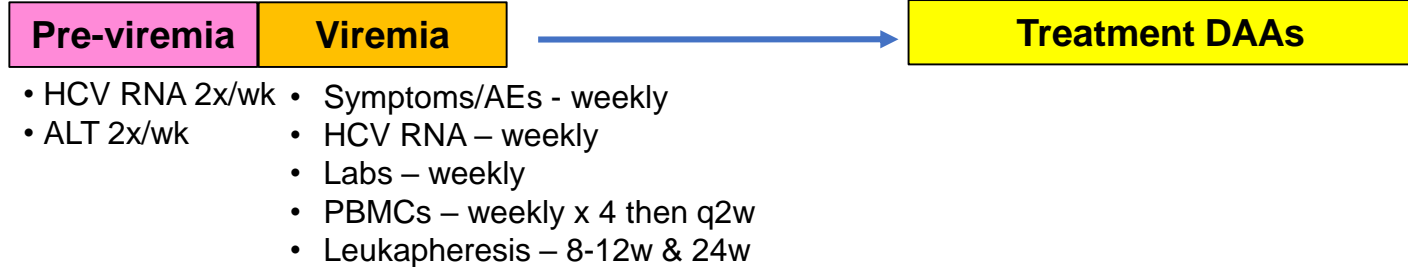 Pre-viremia Viremia Treatment DAAs
• HCV RNA 2x/wk
• ALT 2x/wk
• Symptoms/AEs - weekly
• HCV RNA – weekly
• Labs – weekly
• PBMCs – weekly x 4 then q2w
• Leukapheresis – 8-12w & 24w